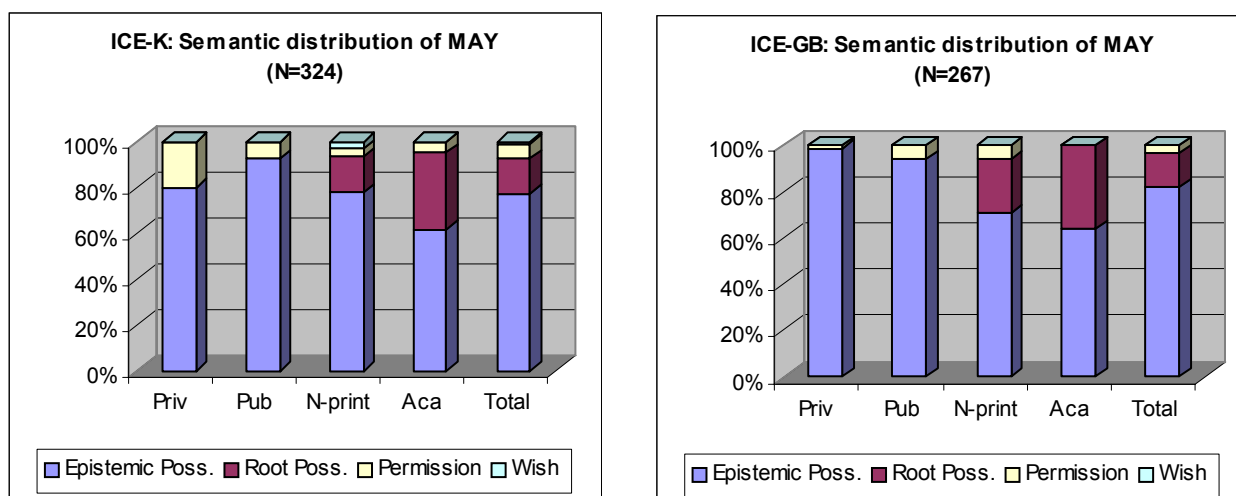 ICE-K: Semantic distribution of MAY
(N=324)
100%
80%
60%
40%
20%
0%
Priv Pub N-print Aca Total
Epistemic Poss. Root Poss. Permission Wish
ICE-GB: Semantic distribution of MAY
(N=267)
100%
80%
60%
40%
20%
0%
Priv Pub N-print Aca Total
Epistemic Poss. Root Poss. Permission Wish